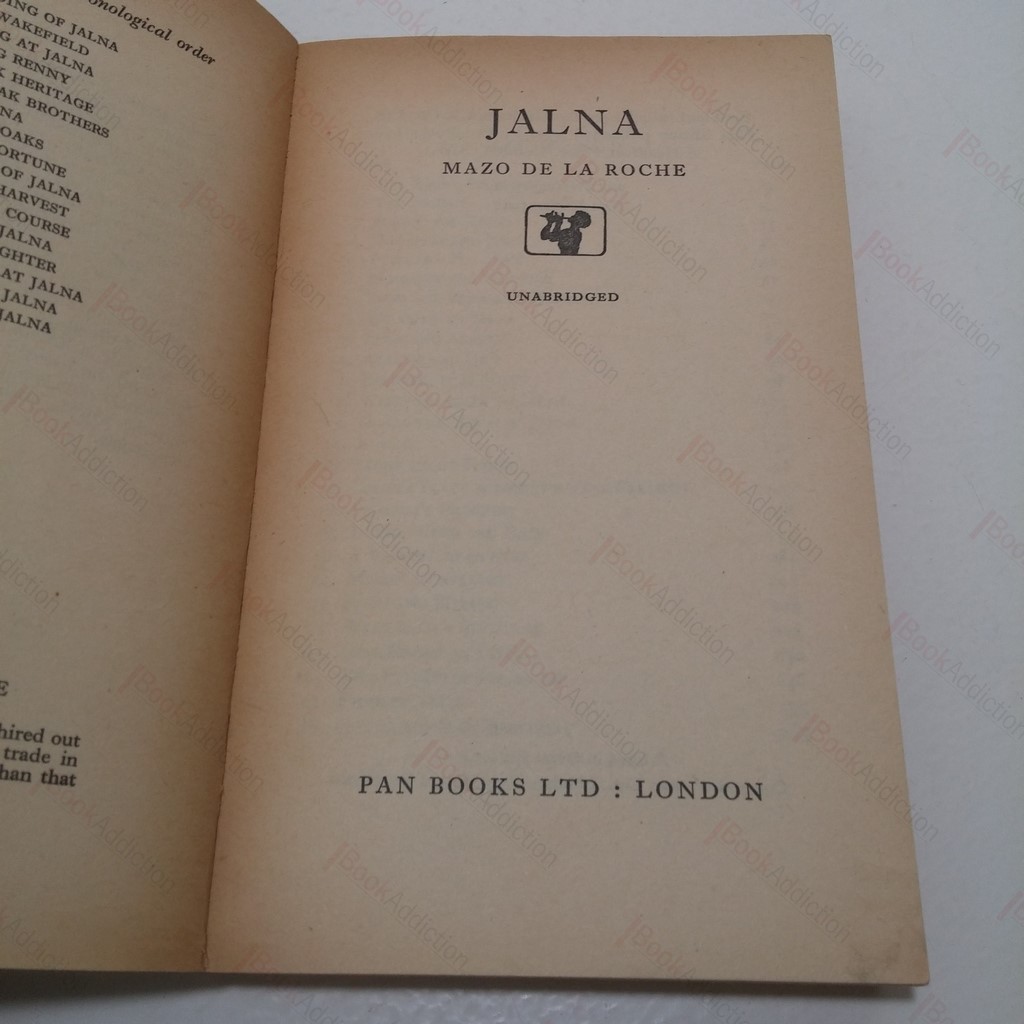 onological order
ING OF JALNA
WAKEFIELD
G AT JALNA
G RENNY
K HERITAGE
AK BROTHERS
NA
OAKS
ORTUNE
OF JALNA
HARVEST
COURSE
JALNA
GHTER
AT JALNA
JALNA
JALNA
E
hired out
trade in
han that
JALNA
MAZO DE LA ROCHE
UNABRIDGED
PAN BOOKS LTD : LONDON
BookAddiction